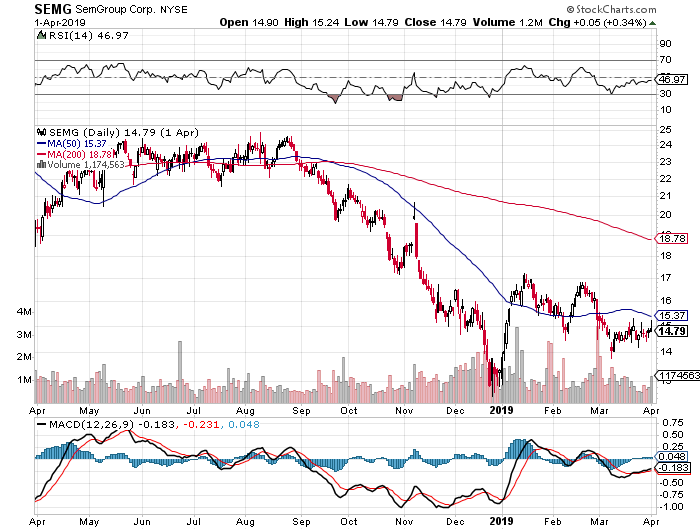 SEMG SemGroup Corp. NYSE © StockCharts.com
1-Apr-2019 Open 14.90 High 15.24 Low 14.79 Close 14.79 Volume 1.2M Chg +0.05 (+0.34%)
RSI(14) 46.97
90
70
50
46.97
30
10
SEMG (Daily) 14.79 (1 Apr)
MA(50) 15.37
MA(200) 18.78
Volume 1,174,563
25
24
23
22
21
20
19
18.78
18
17
16
15.37
15
14.79
14
13
1174563
4M
3M
2M
1M
Apr May Jun Jul Aug Sep Oct Nov Dec 2019 Feb Mar Apr
MACD(12,26,9) -0.183, -0.231, 0.048
0.75
0.50
0.25
0.048
-0.183
-0.50
-0.75
-1.00
Apr May Jun Jul Aug Sep Oct Nov Dec 2019 Feb Mar Apr